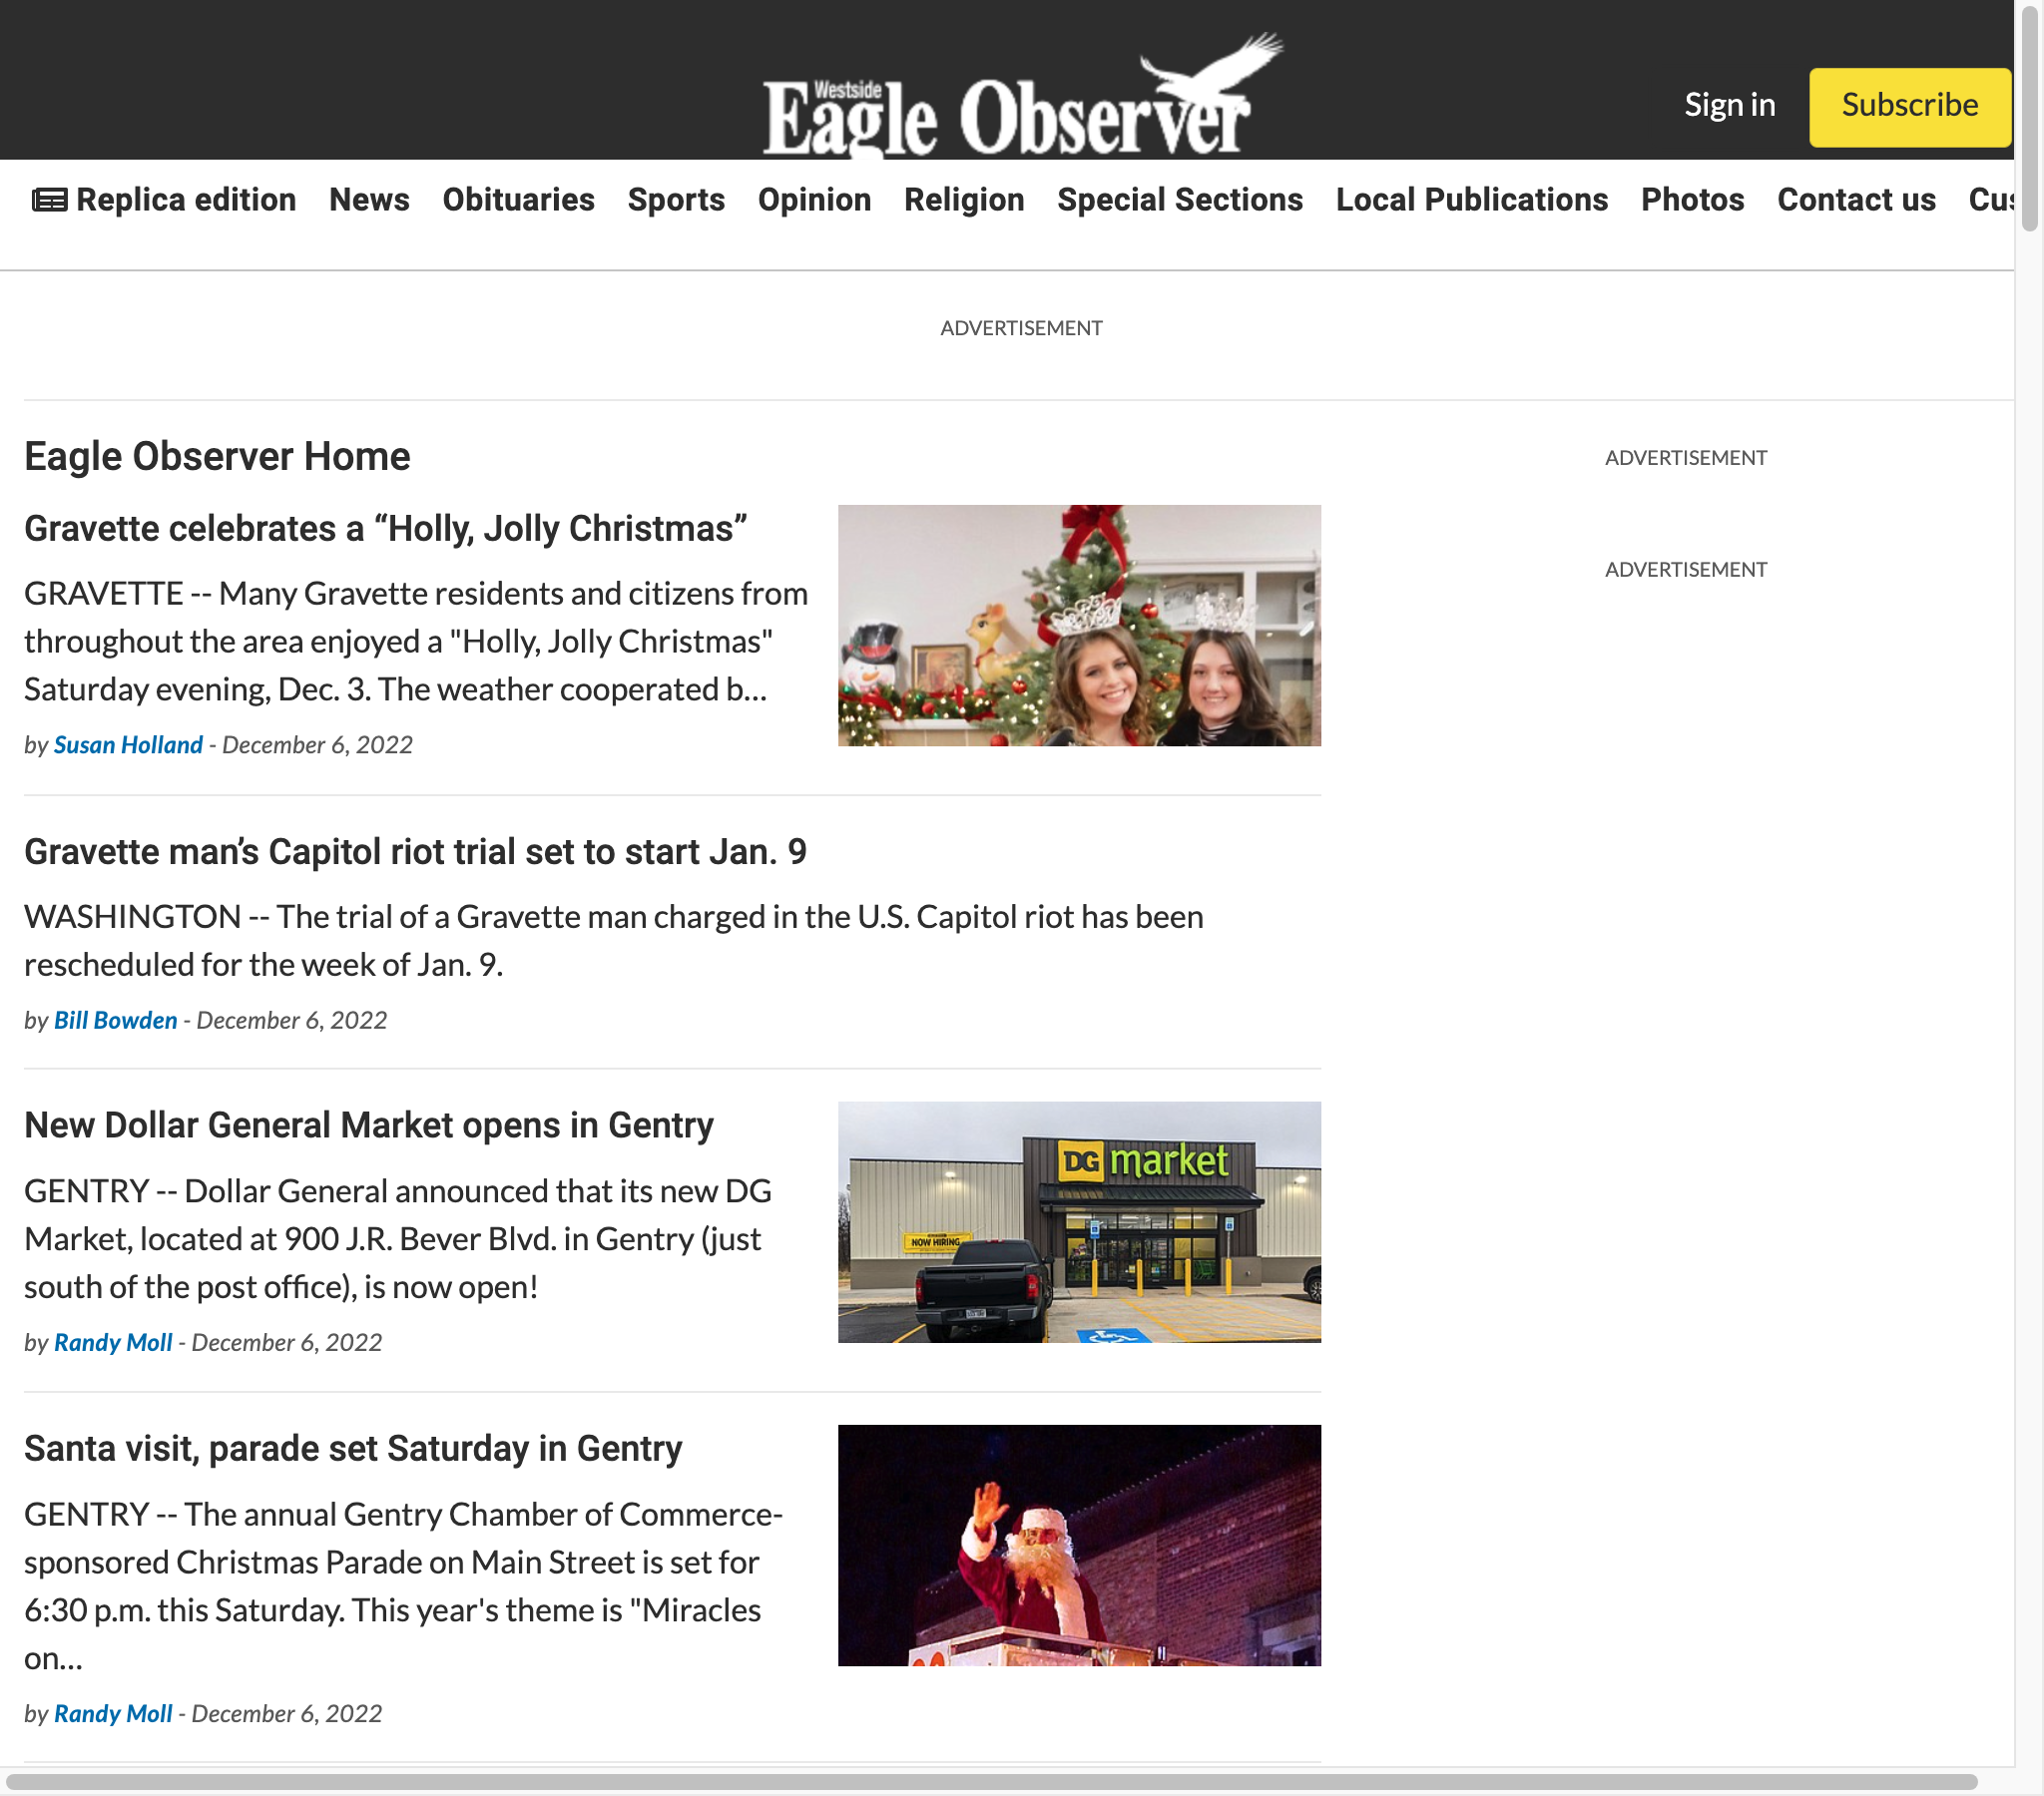 Westside
Eagle Observer
Sign in
Subscribe
Replica edition News Obituaries Sports Opinion Religion Special Sections Local Publications Photos Contact us Cus
ADVERTISEMENT
Eagle Observer Home
ADVERTISEMENT
Gravette celebrates a “Holly, Jolly Christmas”
GRAVETTE -- Many Gravette residents and citizens from
throughout the area enjoyed a "Holly, Jolly Christmas"
Saturday evening, Dec. 3. The weather cooperated b...
by Susan Holland - December 6, 2022
ADVERTISEMENT
Gravette man’s Capitol riot trial set to start Jan. 9
WASHINGTON -- The trial of a Gravette man charged in the U.S. Capitol riot has been
rescheduled for the week of Jan. 9.
by Bill Bowden - December 6, 2022
New Dollar General Market opens in Gentry
GENTRY -- Dollar General announced that its new DG
Market, located at 900 J.R. Bever Blvd. in Gentry (just
south of the post office), is now open!
by Randy Moll - December 6, 2022
DG market
NOW HIRING
Santa visit, parade set Saturday in Gentry
GENTRY -- The annual Gentry Chamber of Commerce-
sponsored Christmas Parade on Main Street is set for
6:30 p.m. this Saturday. This year's theme is "Miracles
on...
by Randy Moll - December 6, 2022